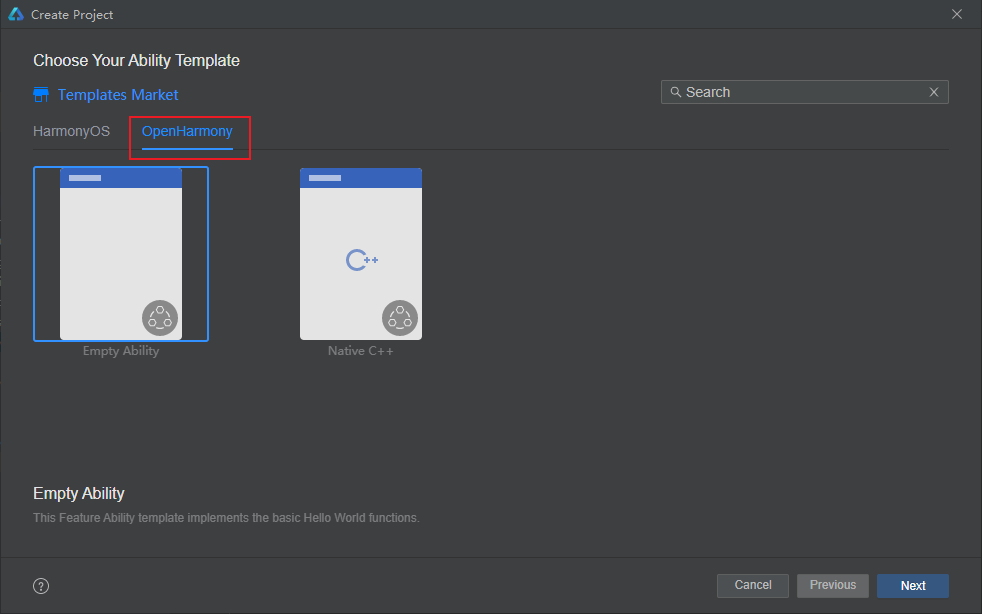 Create Project
Choose Your Ability Template
Templates Market
Search
HarmonyOS
OpenHarmony
C++
Empty Ability
Native C++
Empty Ability
This Feature Ability template implements the basic Hello World functions.
?
Cancel
Previous
Next